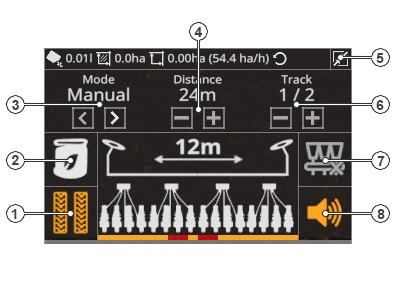 4
0.01l 0.0ha 0.00ha (54.4 ha/h)
5
Mode Distance Track
3
Manual 24m 1 / 2
6
< > − + − +
2
12m
7
1
8